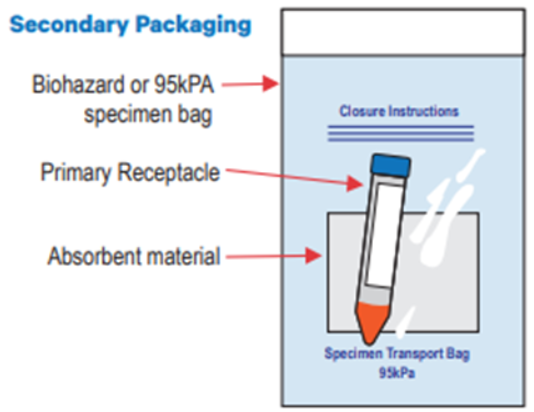 Secondary Packaging
Biohazard or 95kPA
specimen bag
Closure Instructions
Primary Receptacle
Absorbent material
Specimen Transport Bag
95kPa